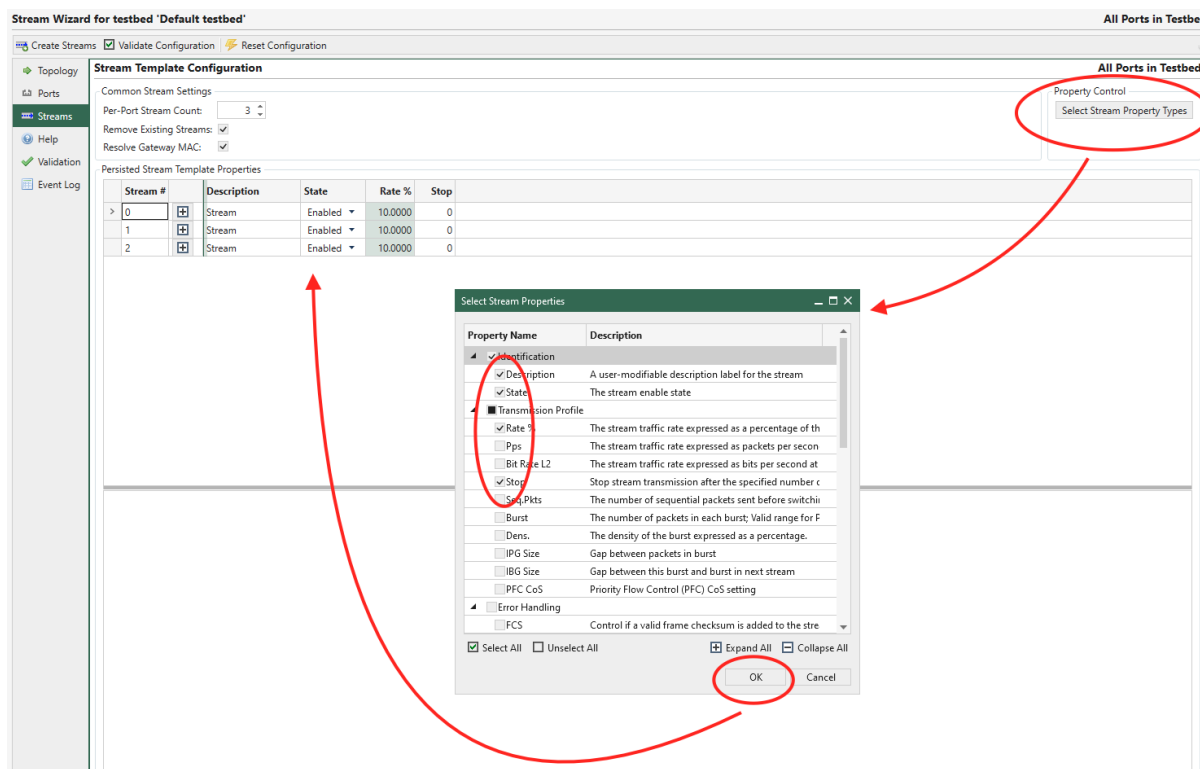 Stream Wizard for testbed 'Default testbed' All Ports in Testbe
Create Streams Validate Configuration Reset Configuration
Topology
Ports
Streams
Help
Validation
Event Log
Stream Template Configuration All Ports in Testbed
Common Stream Settings
Per-Port Stream Count: 3
Remove Existing Streams:
Resolve Gateway MAC:
Property Control
Select Stream Property Types
Persisted Stream Template Properties
Stream # Description State Rate % Stop
0 Stream Enabled 10.0000 0
1 Stream Enabled 10.0000 0
2 Stream Enabled 10.0000 0
Select Stream Properties
Property Name Description
Identification
Description A user-modifiable description label for the stream
State The stream enable state
Transmission Profile
Rate % The stream traffic rate expressed as a percentage of th
Pps The stream traffic rate expressed as packets per secon
Bit Rate L2 The stream traffic rate expressed as bits per second at
Stop Stop stream transmission after the specified number o
Seq.Pkts The number of sequential packets sent before switchin
Burst The number of packets in each burst; Valid range for F
Dens. The density of the burst expressed as a percentage.
IPG Size Gap between packets in burst
IBG Size Gap between this burst and burst in next stream
PFC CoS Priority Flow Control (PFC) CoS setting
Error Handling
FCS Control if a valid frame checksum is added to the stre
Select All Unselect All Expand All Collapse All
OK Cancel